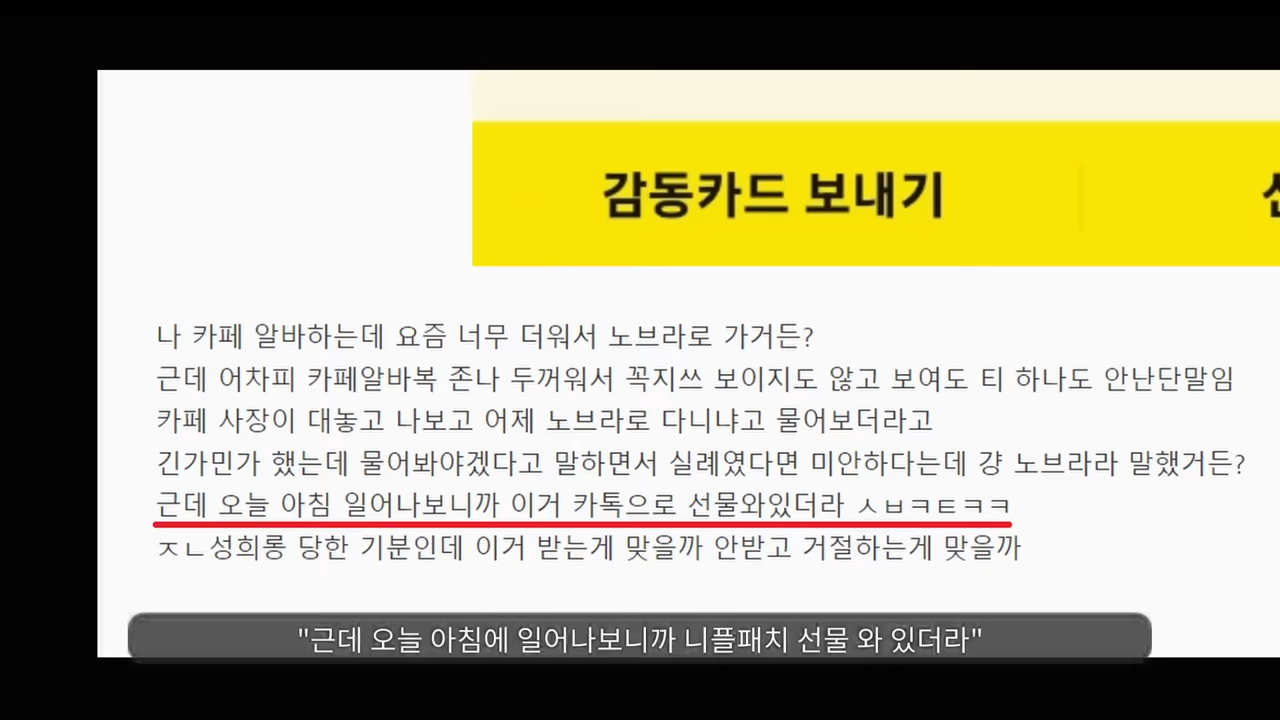 감동카드 보내기
나 카페 알바하는데 요즘 너무 더워서 노브라로 가거든?
근데 어차피 카페알바복 존나 두꺼워서 꼭지쓰 보이지도 않고 보여도 티 하나도 안난단말임
카페 사장이 대놓고 나보고 어제 노브라로 다니냐고 물어보더라고
긴가민가 했는데 물어봐야겠다고 말하면서 실례였다면 미안하다는데 걍 노브라라 말했거든?
근데 오늘 아침 일어나보니까 이거 카톡으로 선물와있더라 ㅅㅂㅋㅌㅋㅋ
ㅈㄴ성희롱 당한 기분인데 이거 받는게 맞을까 안받고 거절하는게 맞을까
"근데 오늘 아침에 일어나보니까 니플패치 선물 와 있더라"